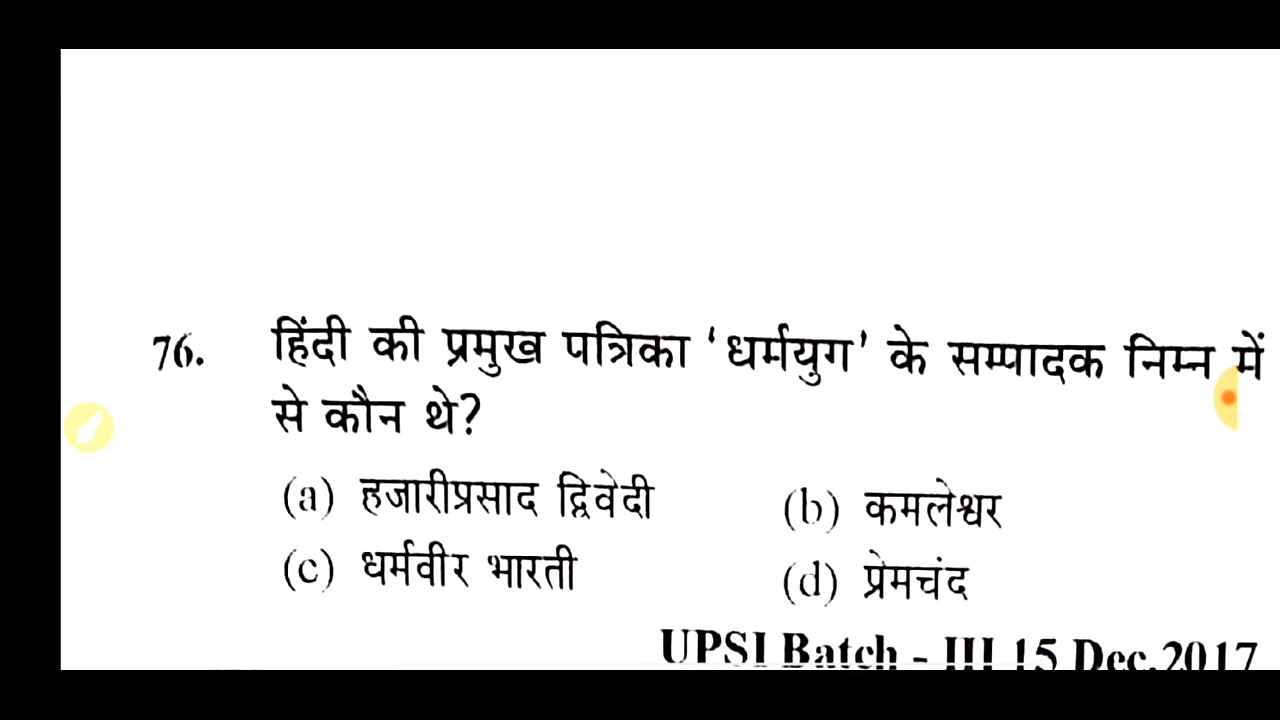 76. हिंदी की प्रमुख पत्रिका 'धर्मयुग' के सम्पादक निम्न में
से कौन थे?
(a) हजारीप्रसाद द्विवेदी (b) कमलेश्वर
(c) धर्मवीर भारती (d) प्रेमचंद
UPSI Batch - III 15 Dec. 2017